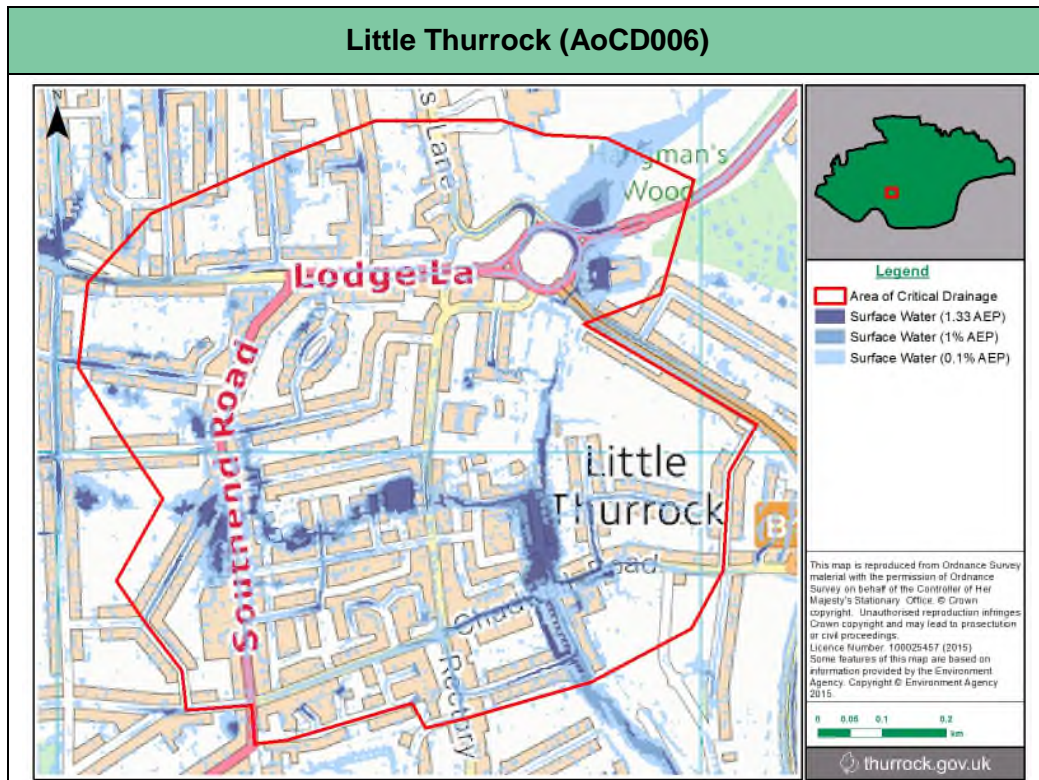 Little Thurrock (AoCD006)
N
's Lane
Hangman's
Wood
Lodge La
Southend Road
Little
Thurrock
Road
Rectory
Legend
Area of Critical Drainage
Surface Water (1.33 AEP)
Surface Water (1% AEP)
Surface Water (0.1% AEP)
This map is reproduced from Ordnance Survey
material with the permission of Ordnance
Survey on behalf of the Controller of Her
Majesty's Stationary Office. © Crown
copyright. Unauthorised reproduction infringes
Crown copyright and may lead to prosectution
or civil proceedings.
Licence Number. 100025457 (2015)
Some features of this map are based on
information provided by the Environment
Agency. Copyright © Environment Agency
2015.
0 0.05 0.1 0.2
km
thurrock.gov.uk